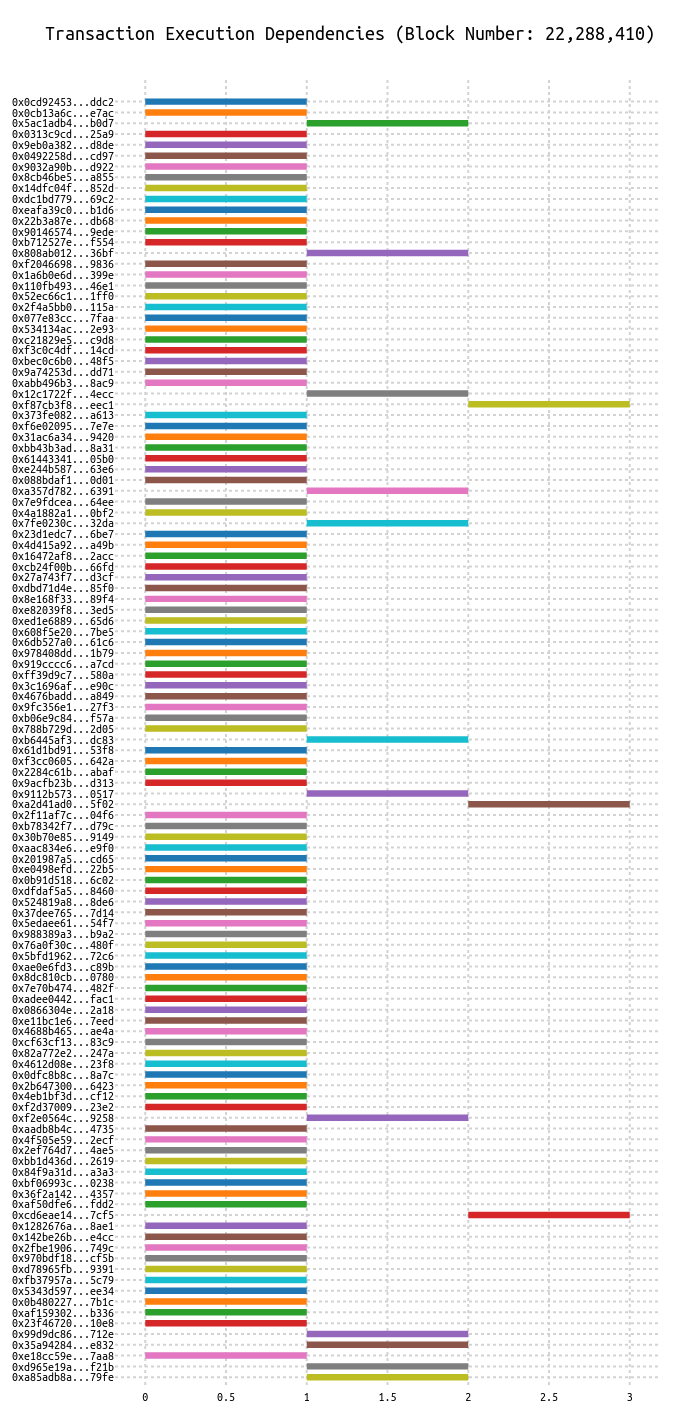 Transaction Execution Dependencies (Block Number: 22,288,410)
0x0cd92453...ddc2
0x0cb13a6c...e7ac
0x5ac1adb4...b0d7
0x0313c9cd...25a9
0x9eb0a382...d8de
0x0492258d...cd97
0x9032a90b...d922
0x8cb46be5...a855
0x14dfc04f...852d
0xdc1bd779...69c2
0xeafa39c0...b1d6
0x22b3a87e...db68
0x90146574...9ede
0xb712527e...f554
0x808ab012...36bf
0xf2046698...9836
0x1a6b0e6d...399e
0x110fb493...46e1
0x52ec66c1...1ff0
0x2f4a5bb0...115a
0x077e83cc...7faa
0x534134ac...2e93
0xc21829e5...c9d8
0xf3c0c4df...14cd
0xbec0c6b0...48f5
0x9a74253d...dd71
0xabb496b3...8ac9
0x12c1722f...4ecc
0xf87cb3f8...eec1
0x373fe082...a613
0xf6e02095...7e7e
0x31ac6a34...9420
0xbb43b3ad...8a31
0x61443341...05b0
0xe244b587...63e6
0x088bdaf1...0d01
0xa357d782...6391
0x7e9fdcea...64ee
0x4a1882a1...0bf2
0x7fe0230c...32da
0x23d1edc7...6be7
0x4d415a92...a49b
0x16472af8...2acc
0xcb24f00b...66fd
0x27a743f7...d3cf
0xdbd71d4e...85f0
0x8e168f33...89f4
0xe82039f8...3ed5
0xed1e6889...65d6
0x608f5e20...7be5
0x6db527a0...61c6
0x978408dd...1b79
0x919cccc6...a7cd
0xff39d9c7...580a
0x3c1696af...e90c
0x4676badd...a849
0x9fc356e1...27f3
0xb06e9c84...f57a
0x788b729d...2d05
0xb6445af3...dc83
0x61d1bd91...53f8
0xf3cc0605...642a
0x2284c61b...abaf
0x9acfb23b...d313
0x9112b573...0517
0xa2d41ad0...5f02
0x2f11af7c...04f6
0xb78342f7...d79c
0x30b70e85...9149
0xaac834e6...e9f0
0x201987a5...cd65
0xe0498efd...22b5
0x0b91d518...6c02
0xdfdaf5a5...8460
0x524819a8...8de6
0x37dee765...7d14
0x5edaee61...54f7
0x988389a3...b9a2
0x76a0f30c...480f
0x5bfd1962...72c6
0xae0e6fd3...c89b
0x8dc810cb...0780
0x7e70b474...482f
0xadee0442...fac1
0x0866304e...2a18
0xe11bc1e6...7eed
0x4688b465...ae4a
0xcf63cf13...83c9
0x82a772e2...247a
0x4612d08e...23f8
0x0dfc8b8c...8a7c
0x2b647300...6423
0x4eb1bf3d...cf12
0xf2d37009...23e2
0xf2e0564c...9258
0xaadb8b4c...4735
0x4f505e59...2ecf
0x2ef764d7...4ae5
0xbb1d436d...2619
0x84f9a31d...a3a3
0xbf06993c...0238
0x36f2a142...4357
0xaf50dfe6...fdd2
0xcd6eae14...7cf5
0x1282676a...8ae1
0x142be26b...e4cc
0x2fbe1906...749c
0x970bdf18...cf5b
0xd78965fb...9391
0xfb37957a...5c79
0x5343d597...ee34
0x0b480227...7b1c
0xaf159302...b336
0x23f46720...10e8
0x99d9dc86...712e
0x35a94284...e832
0xe18cc59e...7aa8
0xd965e19a...f21b
0xa85adb8a...79fe
0 0.5 1 1.5 2 2.5 3